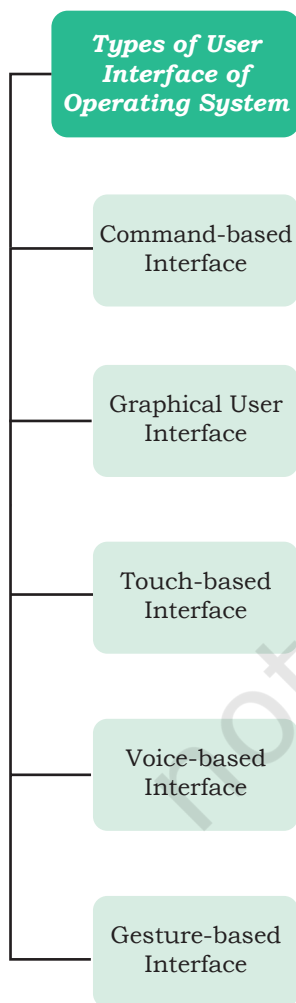 Types of User
Interface of
Operating System
Command-based
Interface
Graphical User
Interface
Touch-based
Interface
Voice-based
Interface
Gesture-based
Interface
not